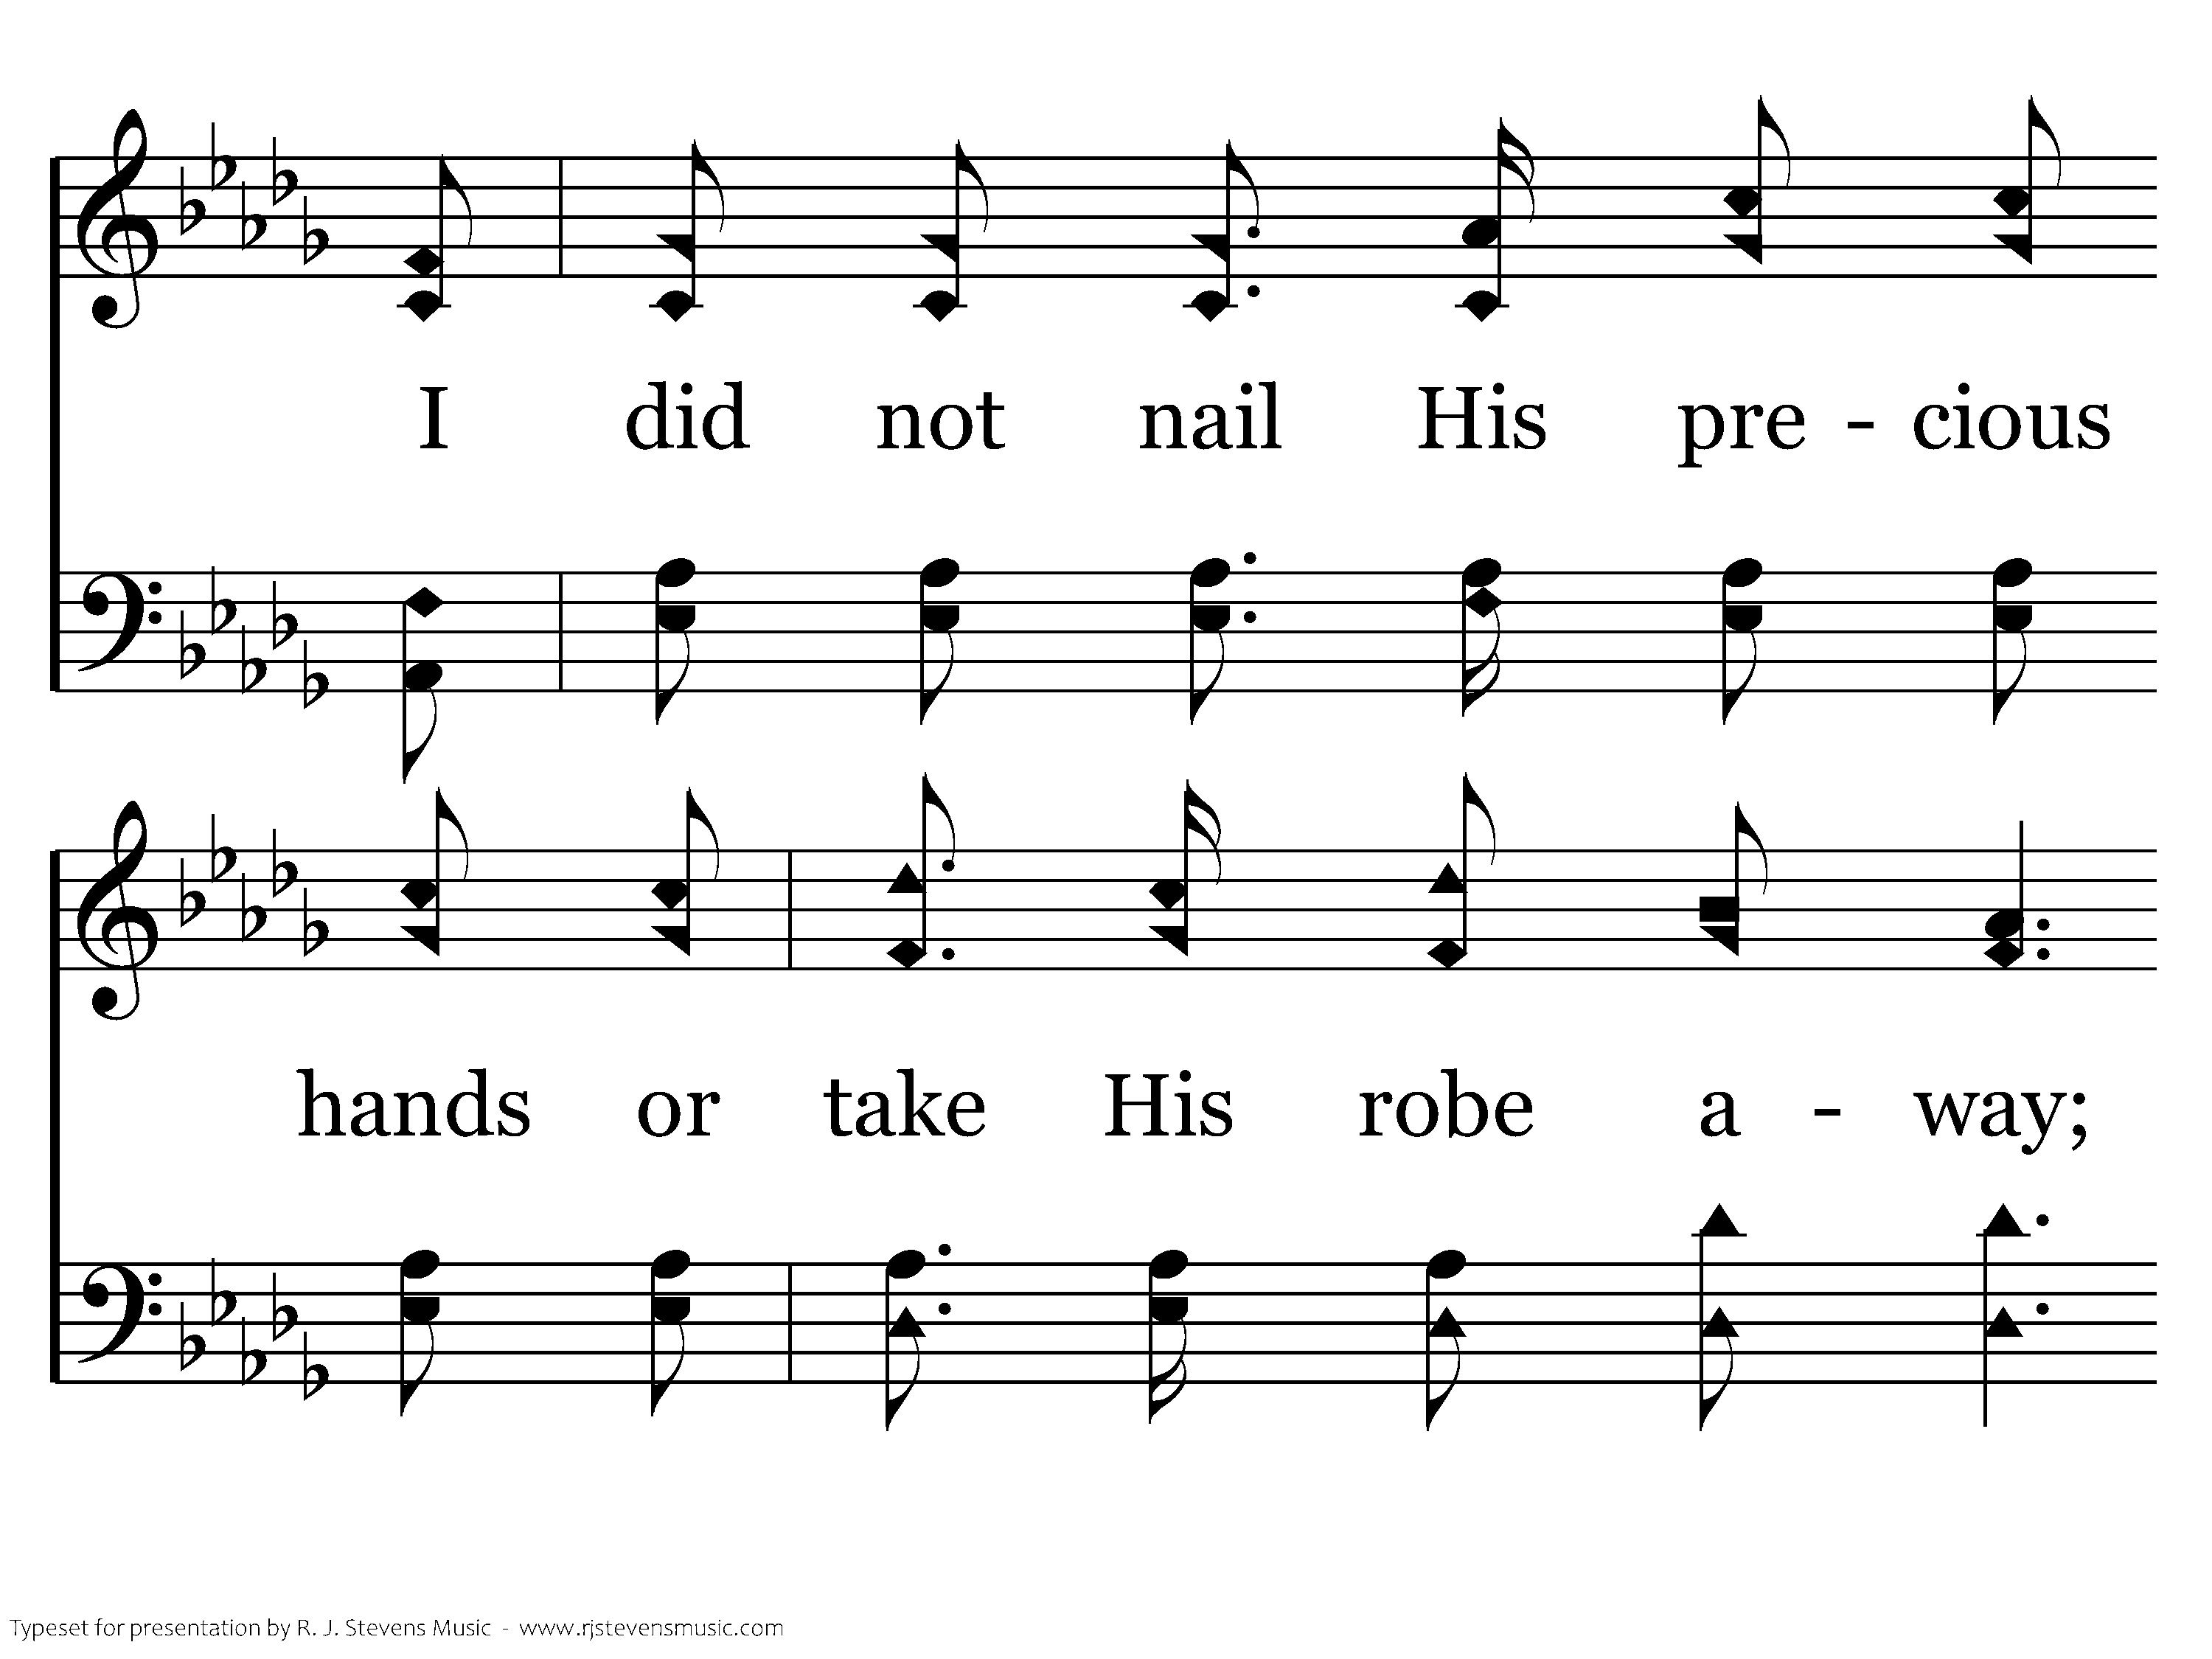 I did not nail His pre - cious
hands or take His robe a - way;
Typeset for presentation by R. J. Stevens Music - www.rjstevensmusic.com